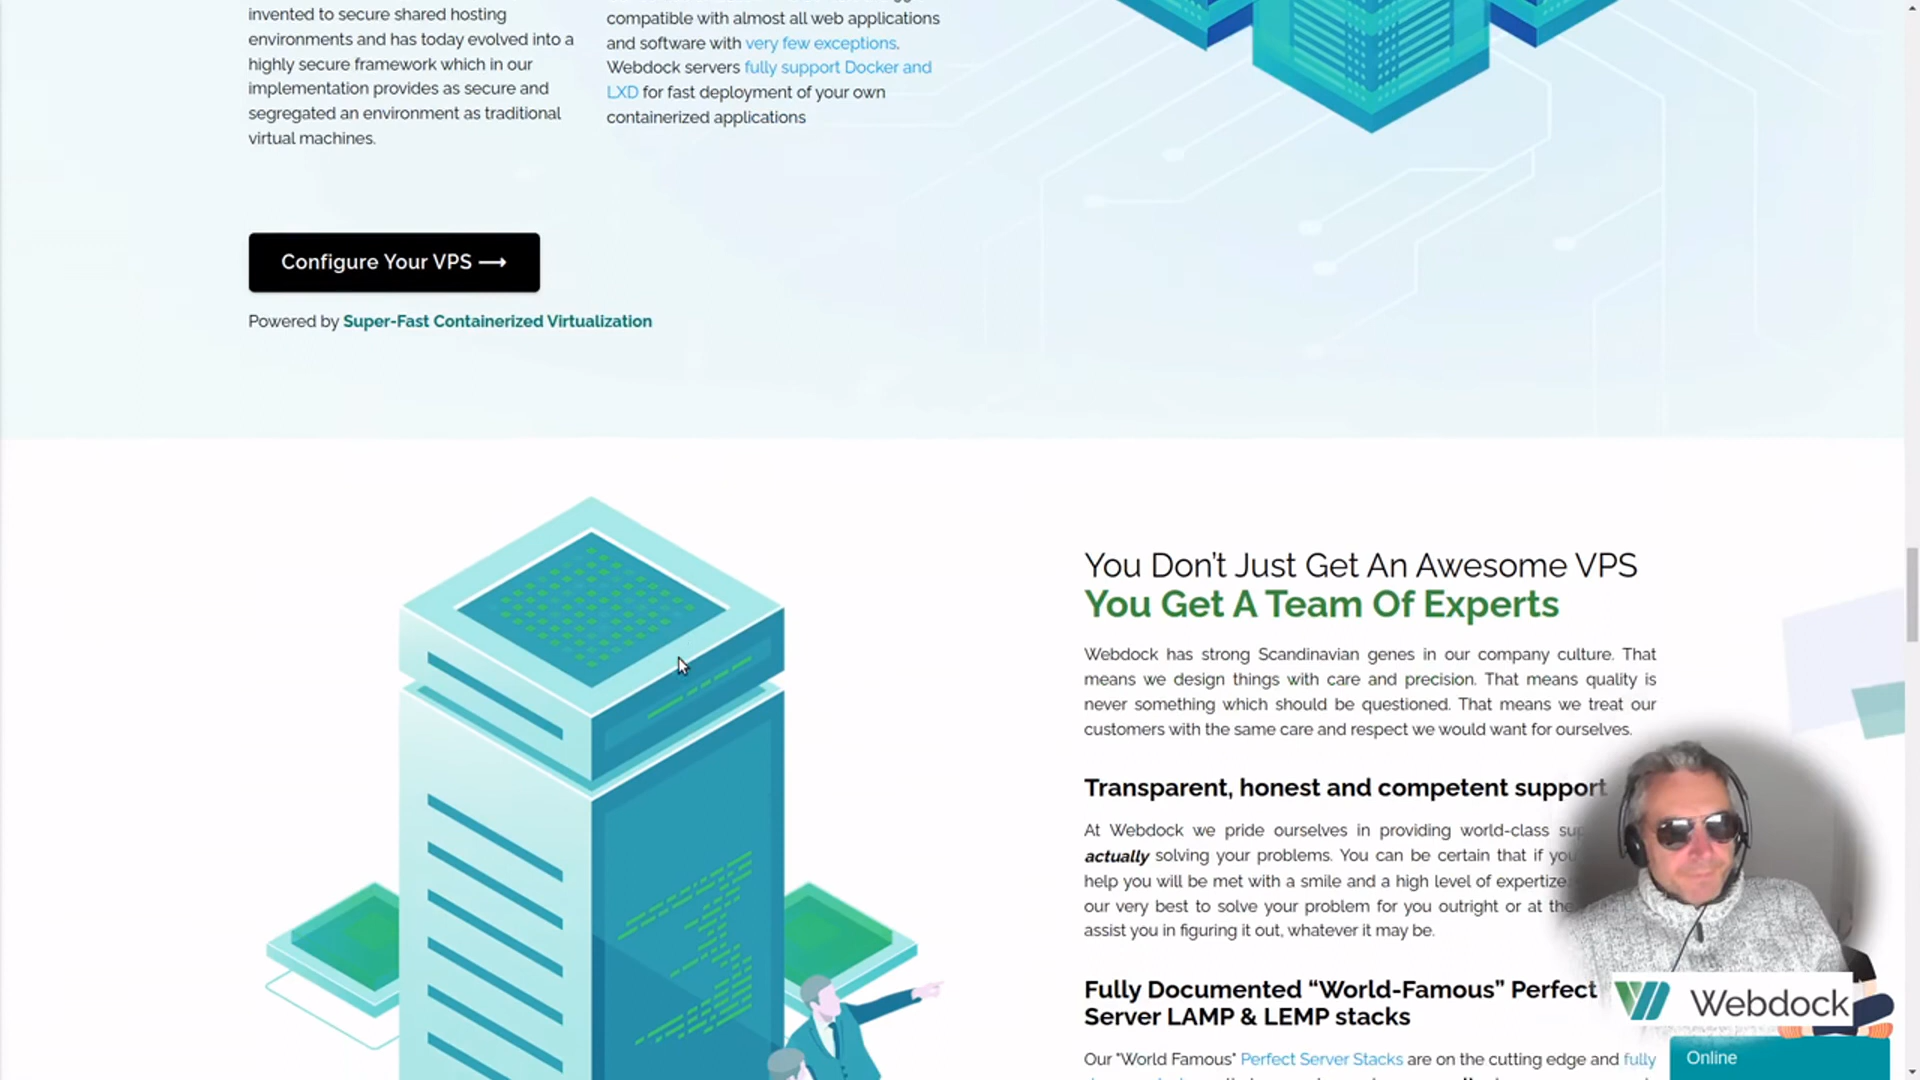 invented to secure shared hosting
environments and has today evolved into a
highly secure framework which in our
implementation provides as secure and
segregated an environment as traditional
virtual machines.
compatible with almost all web applications
and software with very few exceptions.
Webdock servers fully support Docker and
LXD for fast deployment of your own
containerized applications
Configure Your VPS ⟶
Powered by Super-Fast Containerized Virtualization
You Don’t Just Get An Awesome VPS
You Get A Team Of Experts
Webdock has strong Scandinavian genes in our company culture. That
means we design things with care and precision. That means quality is
never something which should be questioned. That means we treat our
customers with the same care and respect we would want for ourselves.
Transparent, honest and competent support
At Webdock we pride ourselves in providing world-class
actually solving your problems. You can be certain that if you
help you will be met with a smile and a high level of expertize
our very best to solve your problem for you outright or at the
assist you in figuring it out, whatever it may be.
Fully Documented “World-Famous” Perfect
Server LAMP & LEMP stacks
Our "World Famous" Perfect Server Stacks are on the cutting edge and fully
Webdock
Online